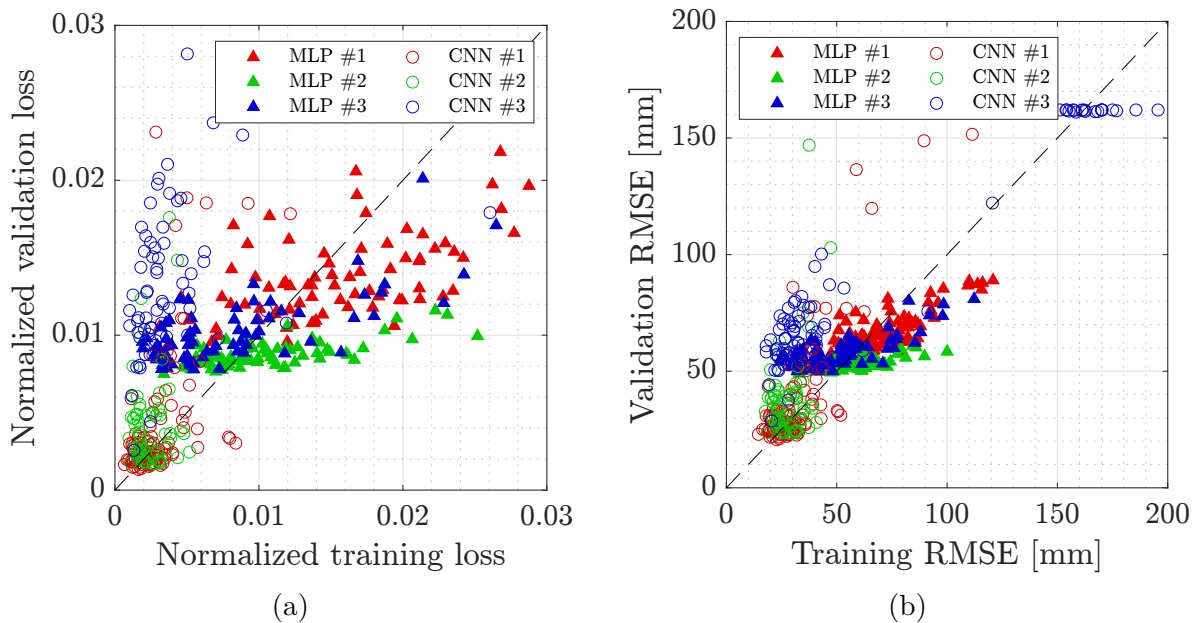 0.03
0.02
0.01
0
0
0.01
0.02
0.03
Normalized validation loss
Normalized training loss
MLP #1
CNN #1
MLP #2
CNN #2
MLP #3
CNN #3
(a)
200
150
100
50
0
0
50
100
150
200
Validation RMSE [mm]
Training RMSE [mm]
MLP #1
CNN #1
MLP #2
CNN #2
MLP #3
CNN #3
(b)